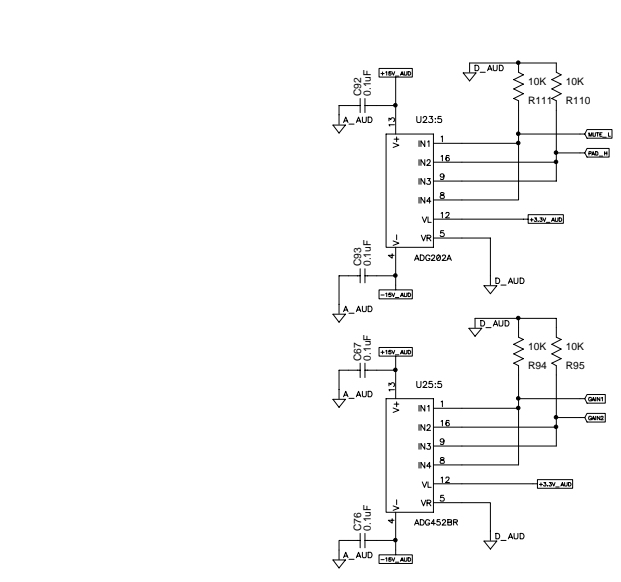 D_AUD
+15V_AUD
C92
0.1uF
10K
10K
R111
R110
A_AUD
U23:5
13
V+
IN1
1
MUTE_L
IN2
16
PAD_H
IN3
9
IN4
8
VL
12
+3.3V_AUD
VR
5
V-
4
ADG202A
C93
0.1uF
D_AUD
-15V_AUD
A_AUD
D_AUD
C67
0.1uF
+15V_AUD
10K
10K
R94
R95
A_AUD
U25:5
13
V+
IN1
1
GAIN1
IN2
16
GAIN2
IN3
9
IN4
8
VL
12
+3.3V_AUD
VR
5
V-
4
ADG452BR
C76
0.1uF
D_AUD
A_AUD
-15V_AUD